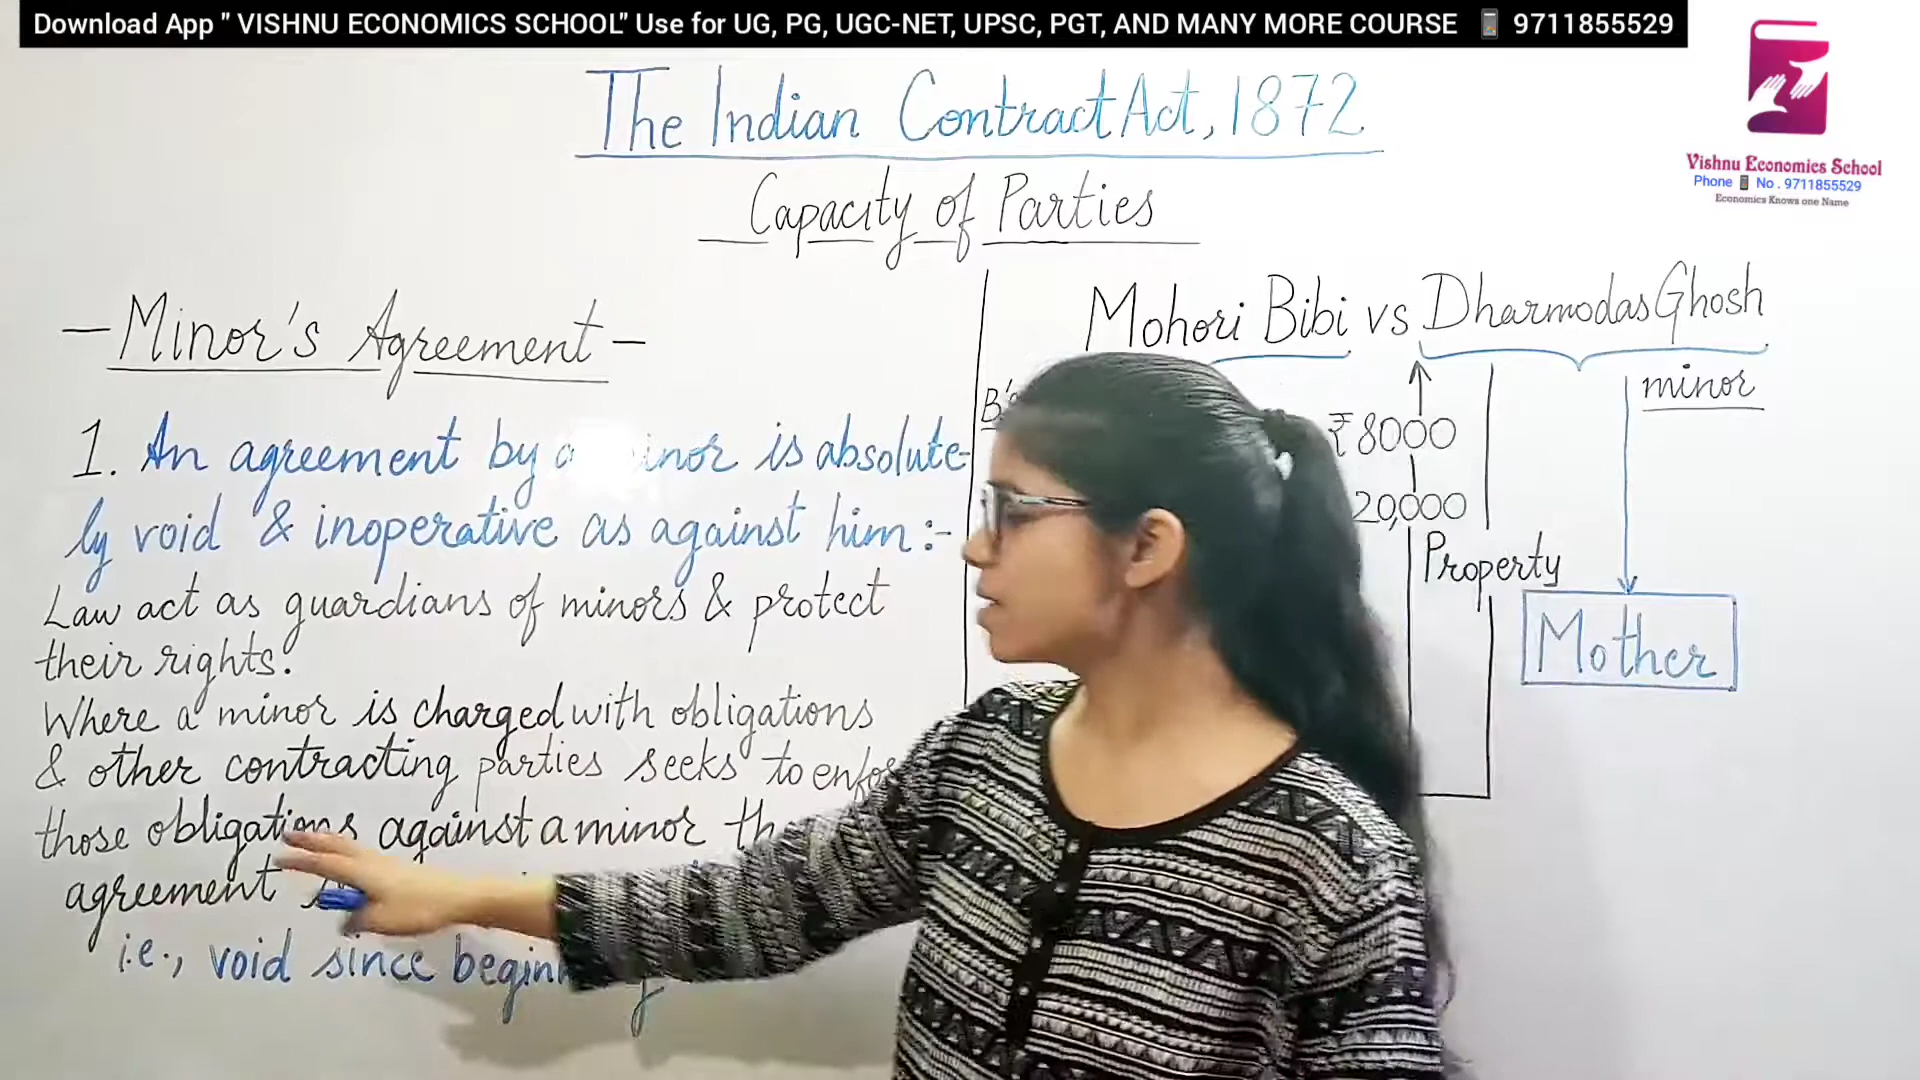 Download App " VISHNU ECONOMICS SCHOOL" Use for UG, PG, UGC-NET, UPSC, PGT, AND MANY MORE COURSE 9711855529
Vishnu Economics School
Phone No. 9711855529
Economics Knows one Name
The Indian Contract Act, 1872
Capacity of Parties
— Minor's Agreement —
1. An agreement by a minor is absolute-
ly void & inoperative as against him :-
Law act as guardians of minors & protect
their rights.
Where a minor is charged with obligations
& other contracting parties seeks to
those obligations against a minor
agreement
i.e., void since
Mohori Bibi vs Dharmodas Ghosh
minor
₹8000
20,000
Property
Mother